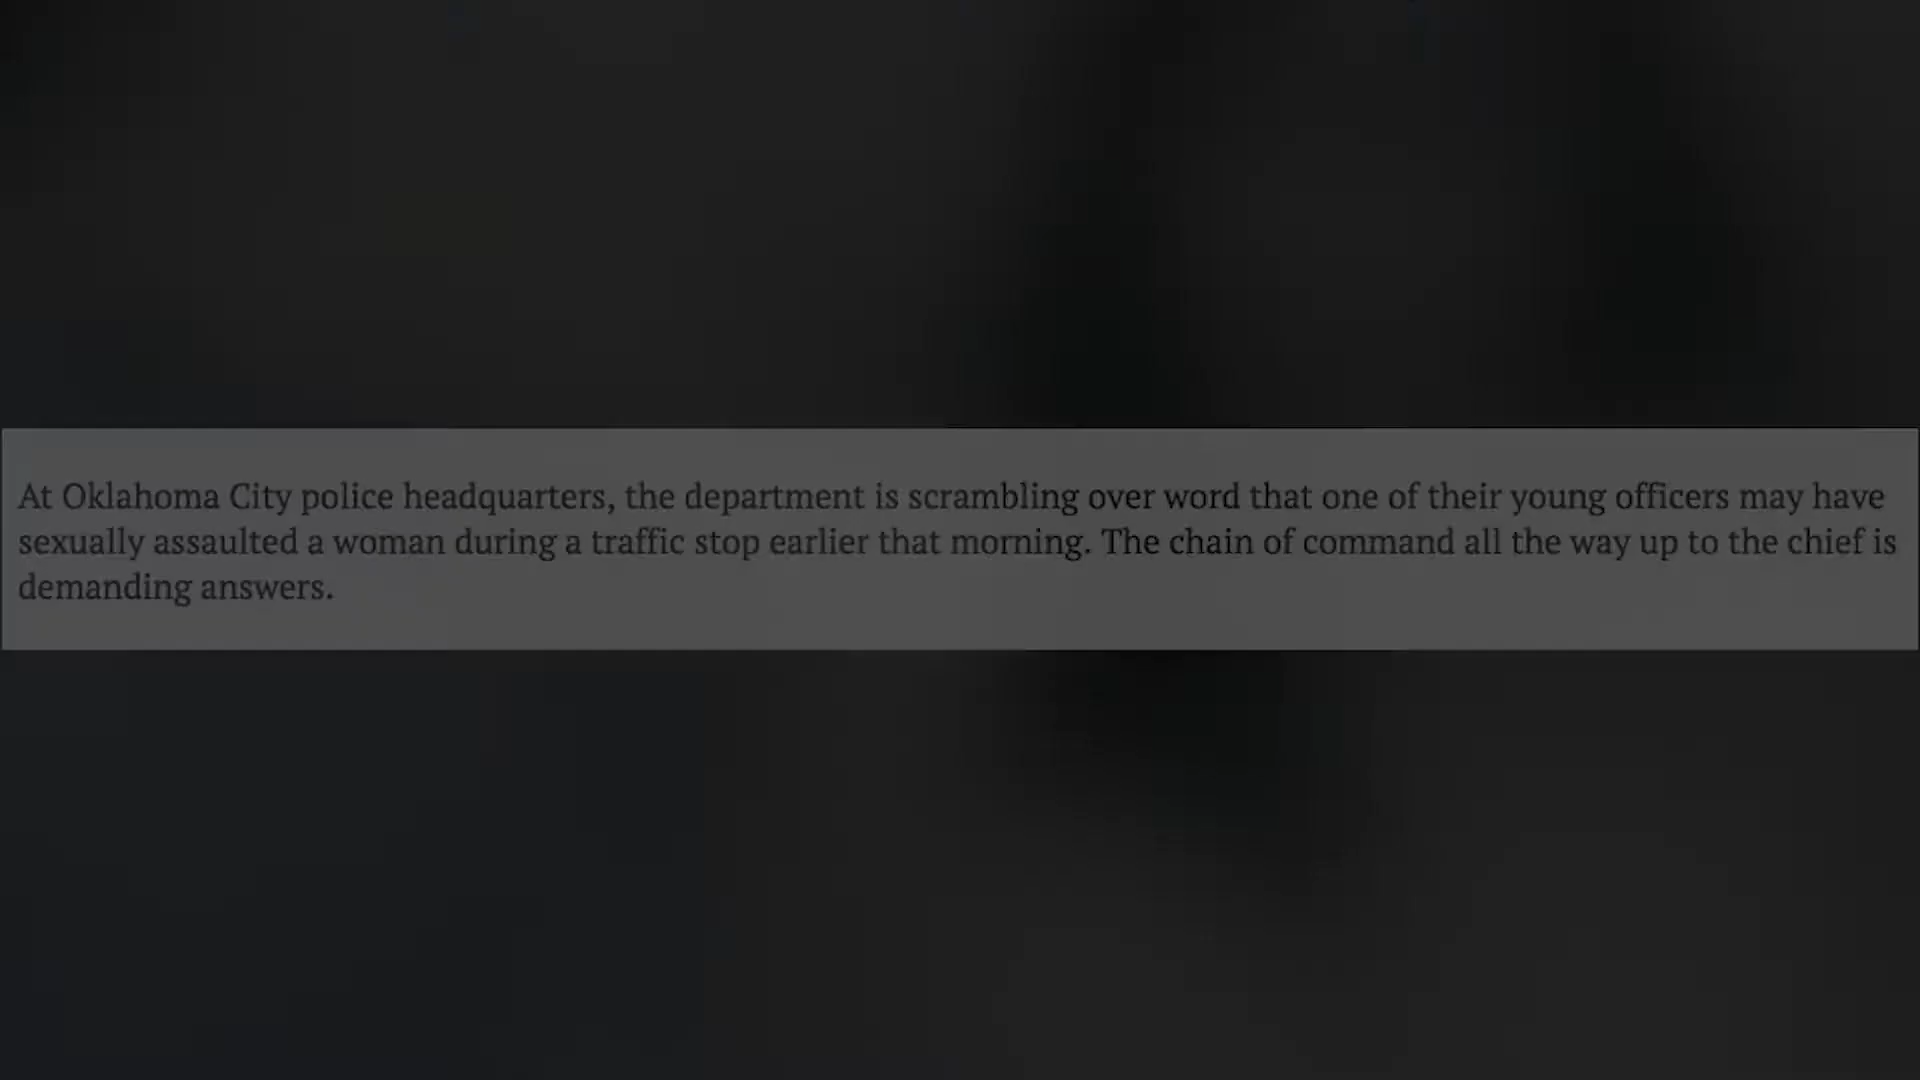 At Oklahoma City police headquarters, the department is scrambling over word that one of their young officers may have
sexually assaulted a woman during a traffic stop earlier that morning. The chain of command all the way up to the chief is
demanding answers.